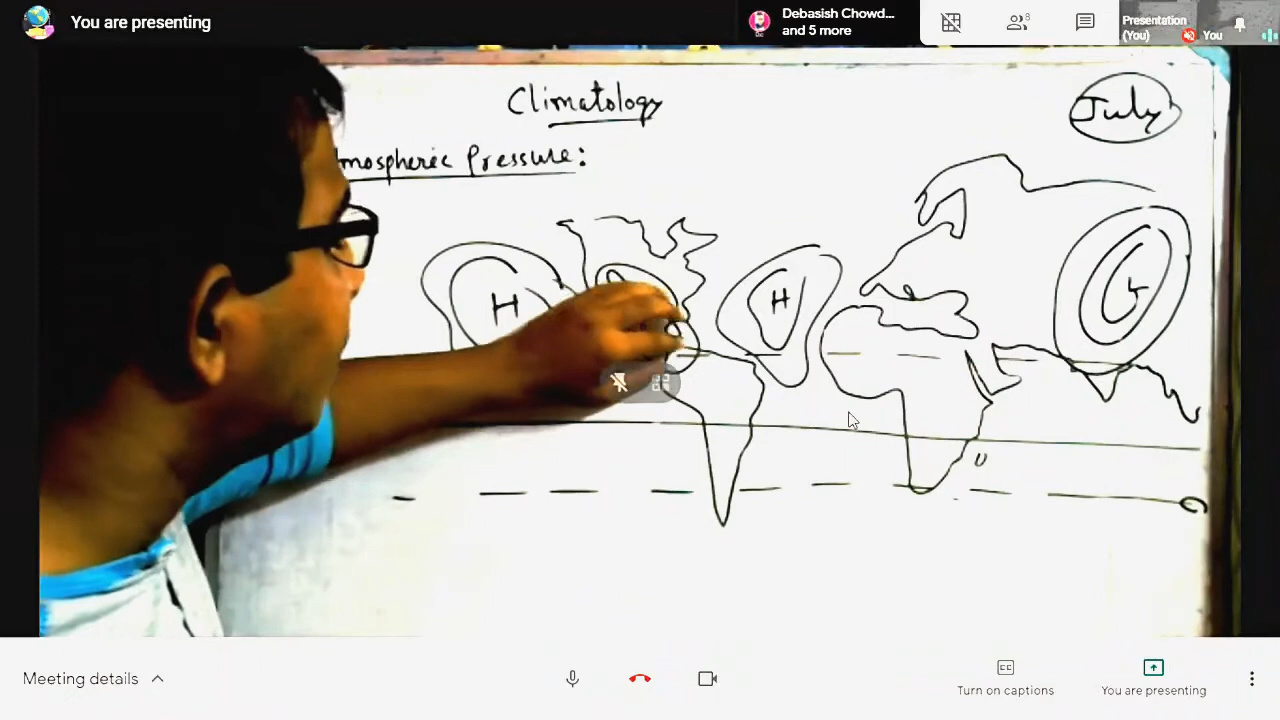 You are presenting
Debasish Chowd...
and 5 more
8
Presentation
(You)
You
Climatology
July
mospheric Pressure:
H
H
L
Meeting details
Turn on captions
You are presenting